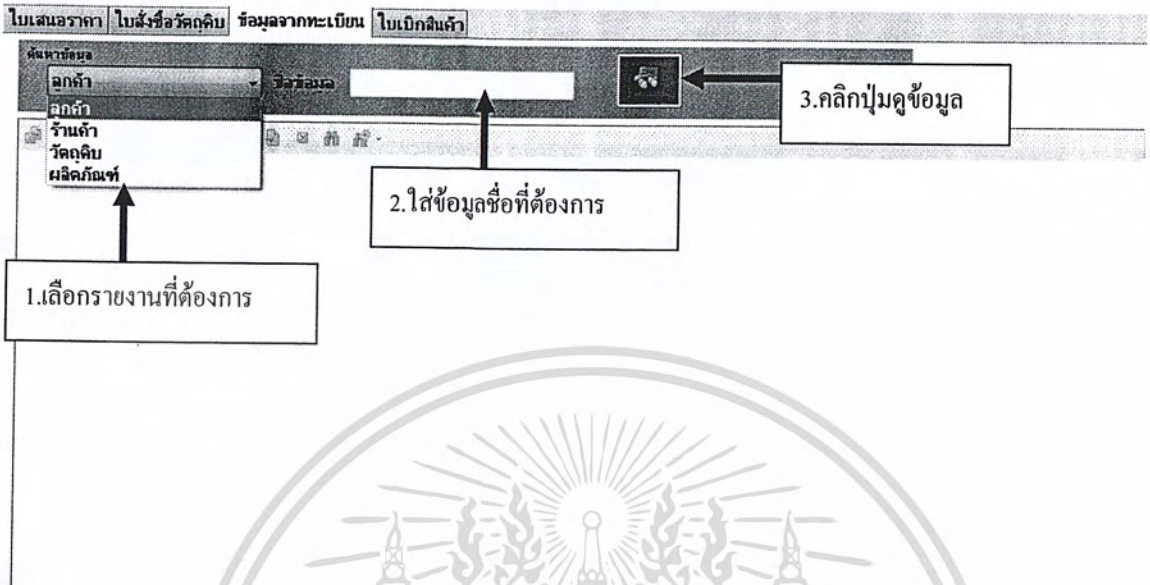 ใบเสนอราคา ใบสั่งซื้อวัตถุดิบ ข้อมูลจากทะเบียน ใบเบิกสินค้า
ค้นหาข้อมูล
ลูกค้า ชื่อข้อมูล
ลูกค้า
ร้านค้า
วัตถุดิบ
ผลิตภัณฑ์
3.คลิกปุ่มดูข้อมูล
2.ใส่ข้อมูลชื่อที่ต้องการ
1.เลือกรายงานที่ต้องการ